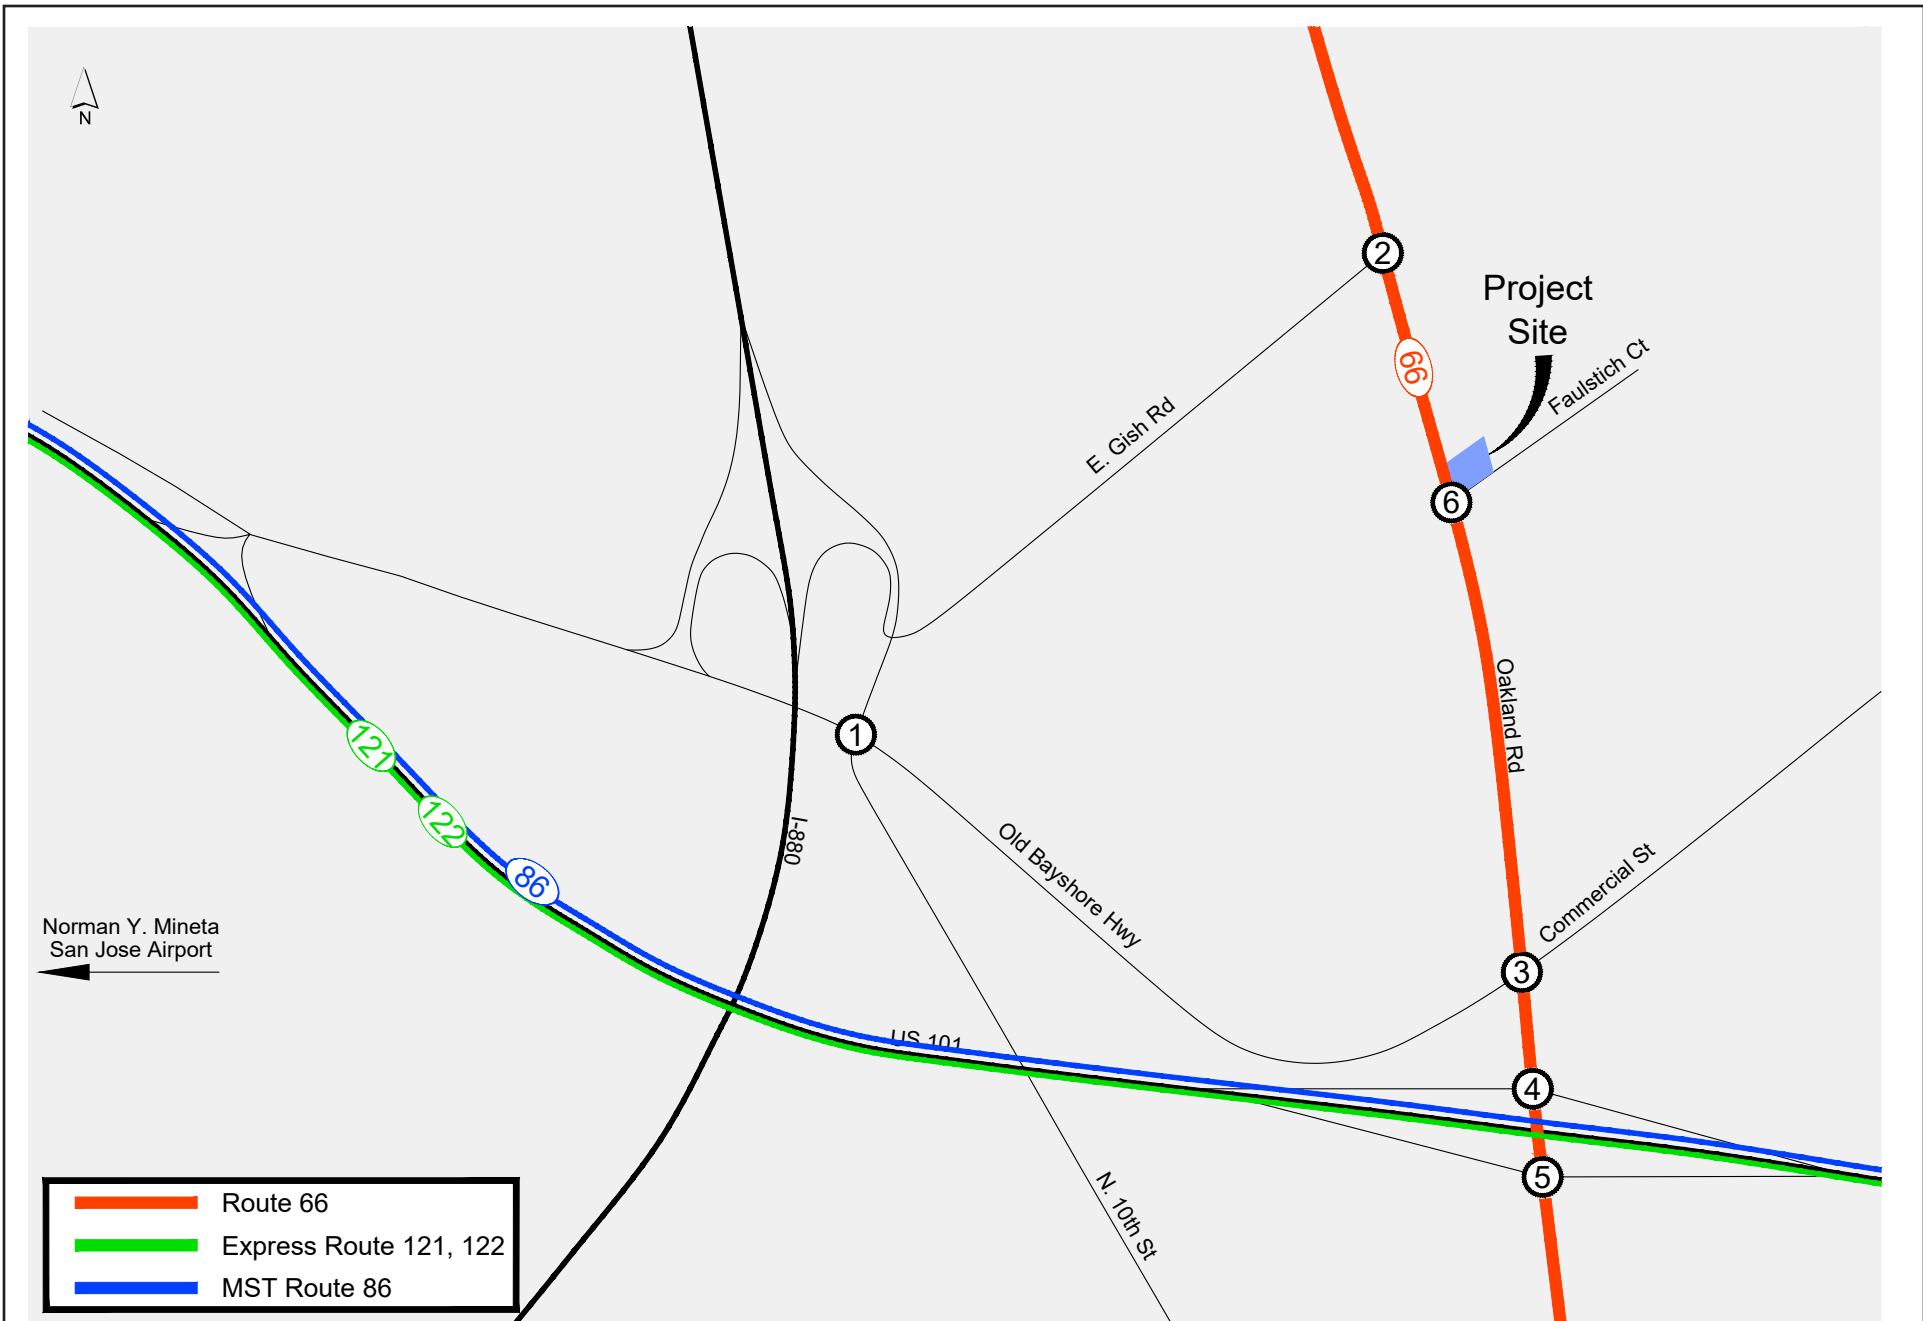 N
2
Project
Site
66
Faulstich Ct
E. Gish Rd
6
Oakland Rd
1
121
122
86
I-880
Old Bayshore Hwy
Commercial St
Norman Y. Mineta
San Jose Airport
3
US 101
4
5
N. 10th St
Route 66
Express Route 121, 122
MST Route 86